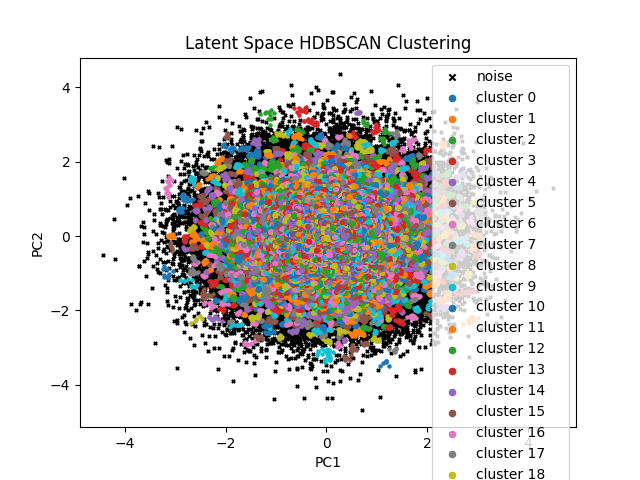 Latent Space HDBSCAN Clustering
noise
cluster 0
cluster 1
cluster 2
cluster 3
cluster 4
cluster 5
cluster 6
cluster 7
cluster 8
cluster 9
cluster 10
cluster 11
cluster 12
cluster 13
cluster 14
cluster 15
cluster 16
cluster 17
cluster 18
4
2
0
−2
−4
PC2
−4
−2
0
2
4
PC1